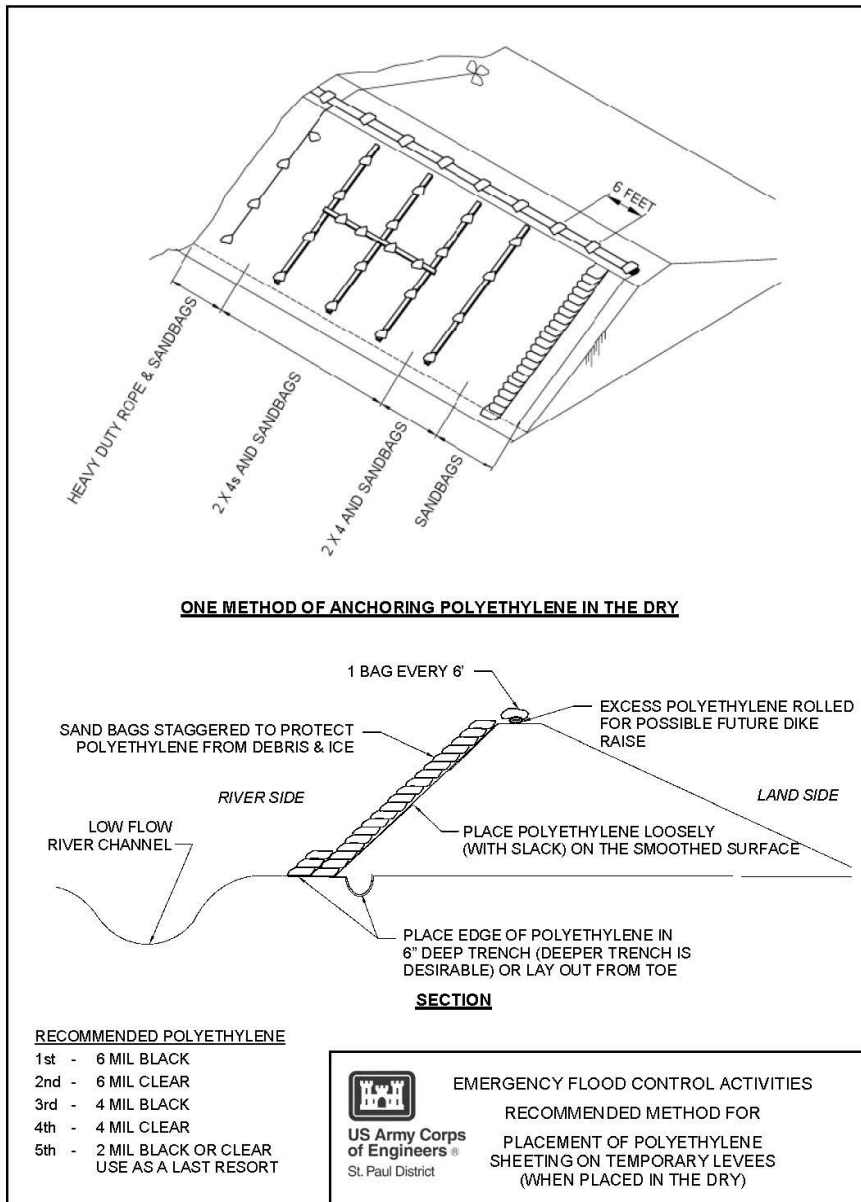 6 FEET
HEAVY DUTY ROPE & SANDBAGS
2 X 4s AND SANDBAGS
2 X 4 AND SANDBAGS
SANDBAGS
ONE METHOD OF ANCHORING POLYETHYLENE IN THE DRY
1 BAG EVERY 6'
EXCESS POLYETHYLENE ROLLED
FOR POSSIBLE FUTURE DIKE
RAISE
SAND BAGS STAGGERED TO PROTECT
POLYETHYLENE FROM DEBRIS & ICE
RIVER SIDE
LAND SIDE
LOW FLOW
RIVER CHANNEL
PLACE POLYETHYLENE LOOSELY
(WITH SLACK) ON THE SMOOTHED SURFACE
PLACE EDGE OF POLYETHYLENE IN
6" DEEP TRENCH (DEEPER TRENCH IS
DESIRABLE) OR LAY OUT FROM TOE
SECTION
RECOMMENDED POLYETHYLENE
1st - 6 MIL BLACK
2nd - 6 MIL CLEAR
3rd - 4 MIL BLACK
4th - 4 MIL CLEAR
5th - 2 MIL BLACK OR CLEAR
USE AS A LAST RESORT
US Army Corps
of Engineers ®
St. Paul District
EMERGENCY FLOOD CONTROL ACTIVITIES
RECOMMENDED METHOD FOR
PLACEMENT OF POLYETHYLENE
SHEETING ON TEMPORARY LEVEES
(WHEN PLACED IN THE DRY)